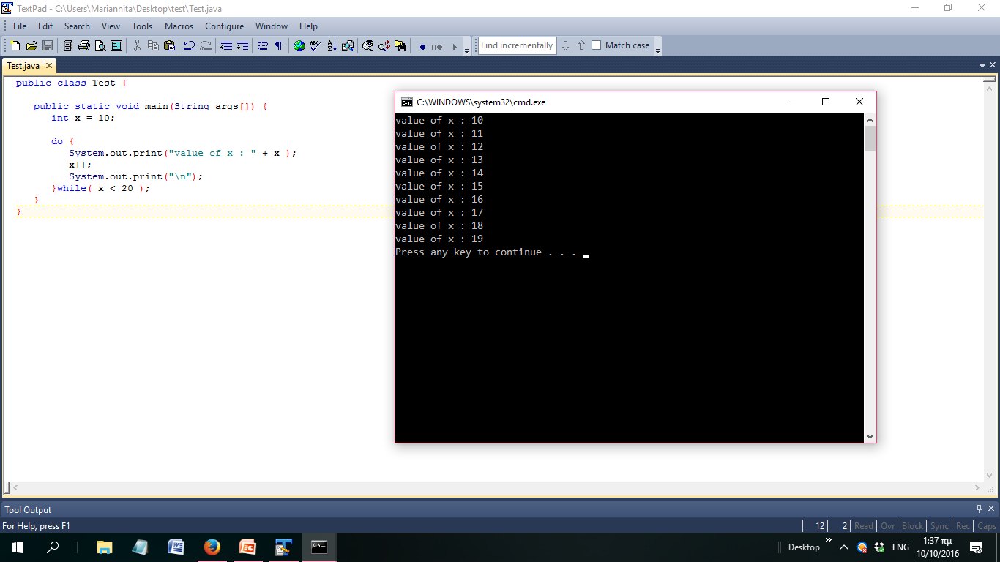 TextPad - C:\Users\Mariannita\Desktop\test\Test.java
File Edit Search View Tools Macros Configure Window Help
Find incrementally Match case
Test.java
public class Test {
public static void main(String args[]) {
int x = 10;
do {
System.out.print("value of x : " + x );
x++;
System.out.print("\n");
}while( x < 20 );
}
}
C:\WINDOWS\system32\cmd.exe
value of x : 10
value of x : 11
value of x : 12
value of x : 13
value of x : 14
value of x : 15
value of x : 16
value of x : 17
value of x : 18
value of x : 19
Press any key to continue . . .
Tool Output
For Help, press F1
12 2 Read Ovr Block Sync Rec Caps
Desktop ENG
1:37 πμ
10/10/2016